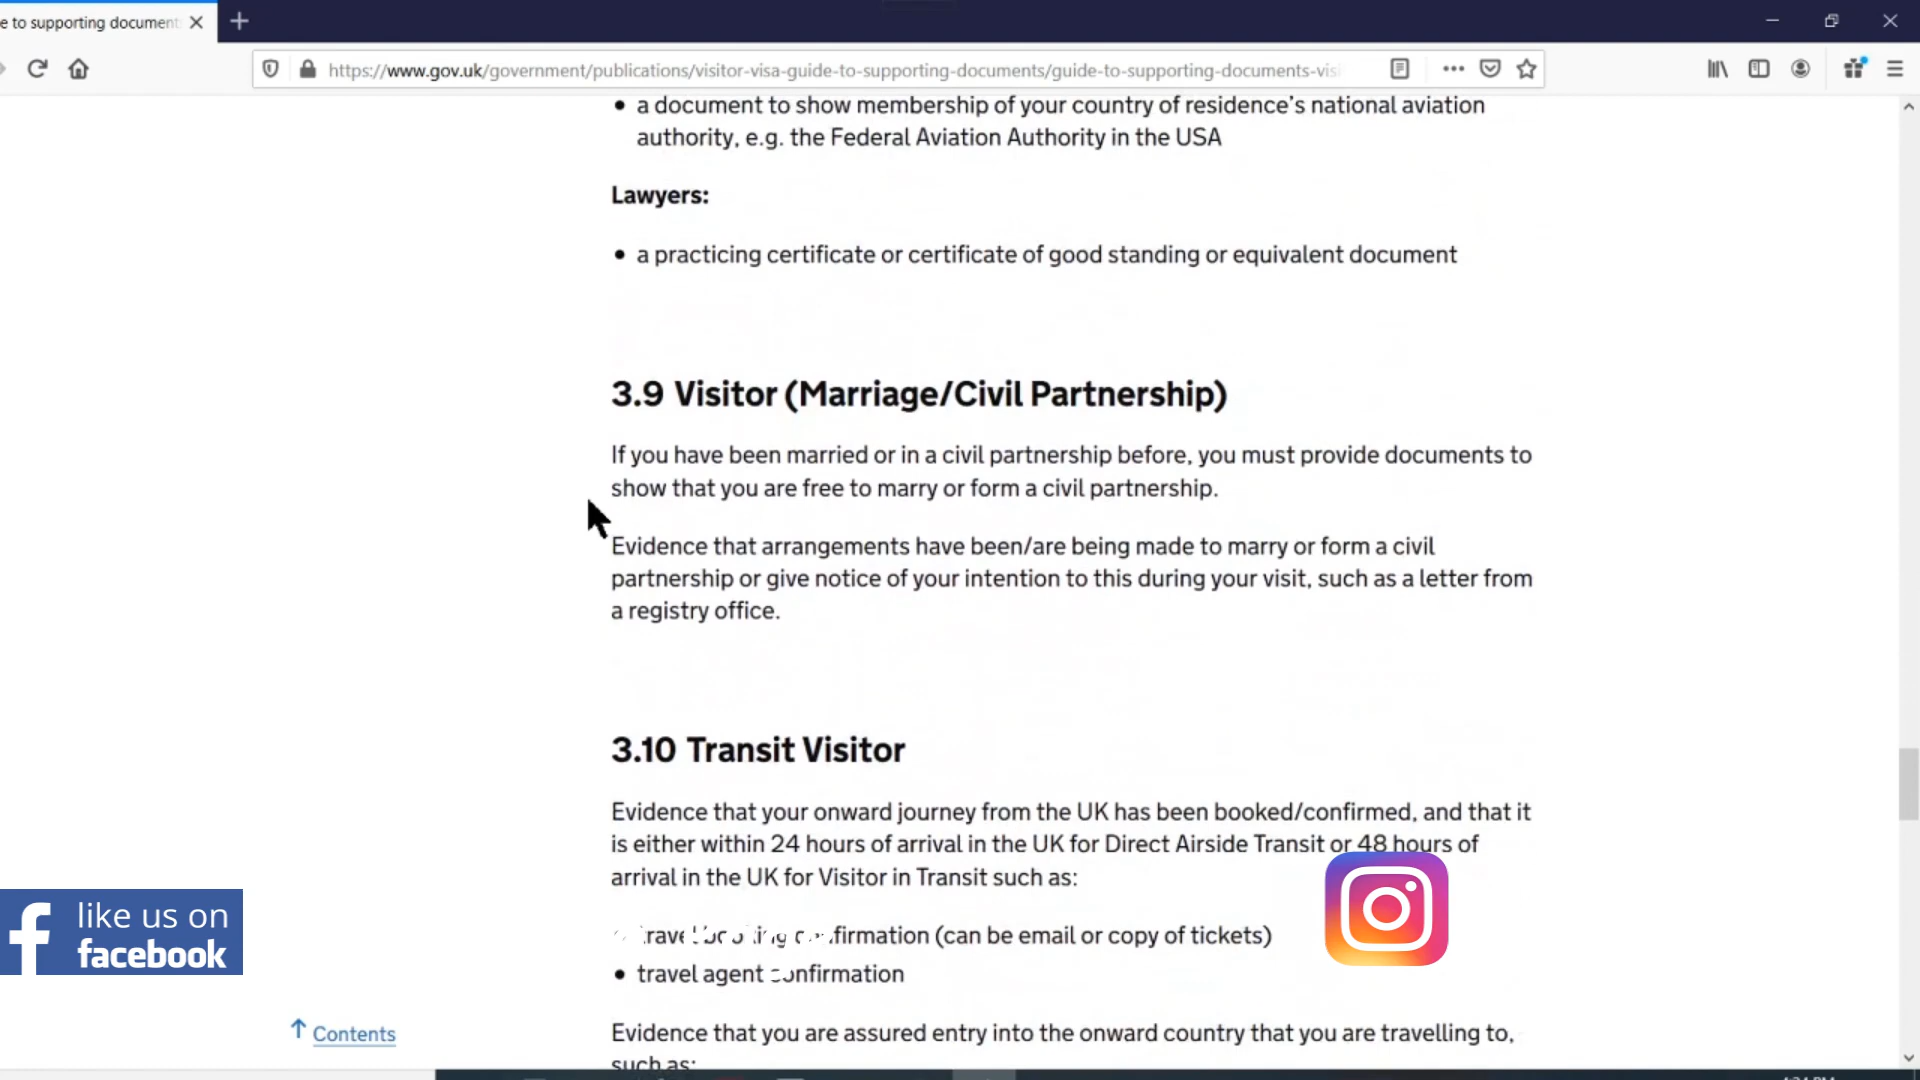 e to supporting document
https://www.gov.uk/government/publications/visitor-visa-guide-to-supporting-documents/guide-to-supporting-documents-visi
a document to show membership of your country of residence's national aviation
authority, e.g. the Federal Aviation Authority in the USA
Lawyers:
a practicing certificate or certificate of good standing or equivalent document
3.9 Visitor (Marriage/Civil Partnership)
If you have been married or in a civil partnership before, you must provide documents to
show that you are free to marry or form a civil partnership.
Evidence that arrangements have been/are being made to marry or form a civil
partnership or give notice of your intention to this during your visit, such as a letter from
a registry office.
3.10 Transit Visitor
Evidence that your onward journey from the UK has been booked/confirmed, and that it
is either within 24 hours of arrival in the UK for Direct Airside Transit or 48 hours of
arrival in the UK for Visitor in Transit such as:
travel booking confirmation (can be email or copy of tickets)
travel agent confirmation
Evidence that you are assured entry into the onward country that you are travelling to,
such as:
Contents
like us on
facebook